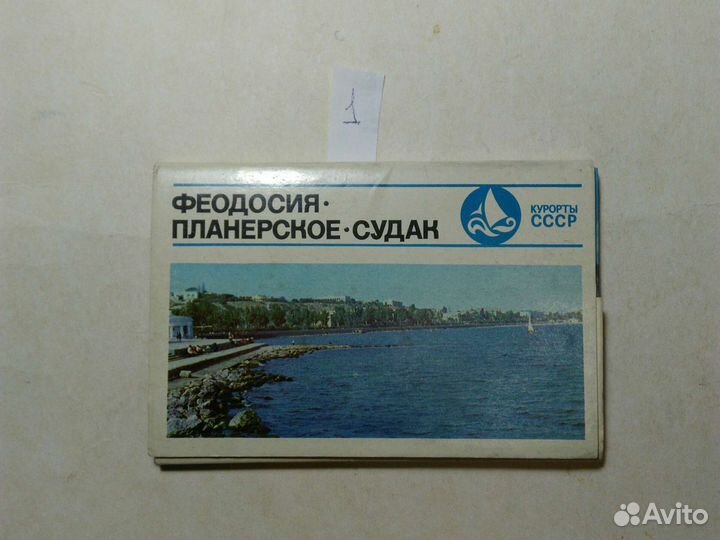 1
ФЕОДОСИЯ·
ПЛАНЕРСКОЕ·СУДАК
КУРОРТЫ
СССР
Avito